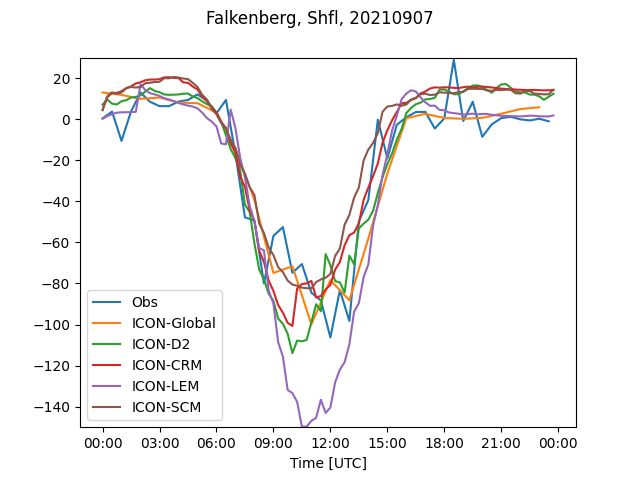 Falkenberg, Shfl, 20210907
20
0
−20
−40
−60
−80
−100
−120
−140
Obs
ICON-Global
ICON-D2
ICON-CRM
ICON-LEM
ICON-SCM
00:00 03:00 06:00 09:00 12:00 15:00 18:00 21:00 00:00
Time [UTC]